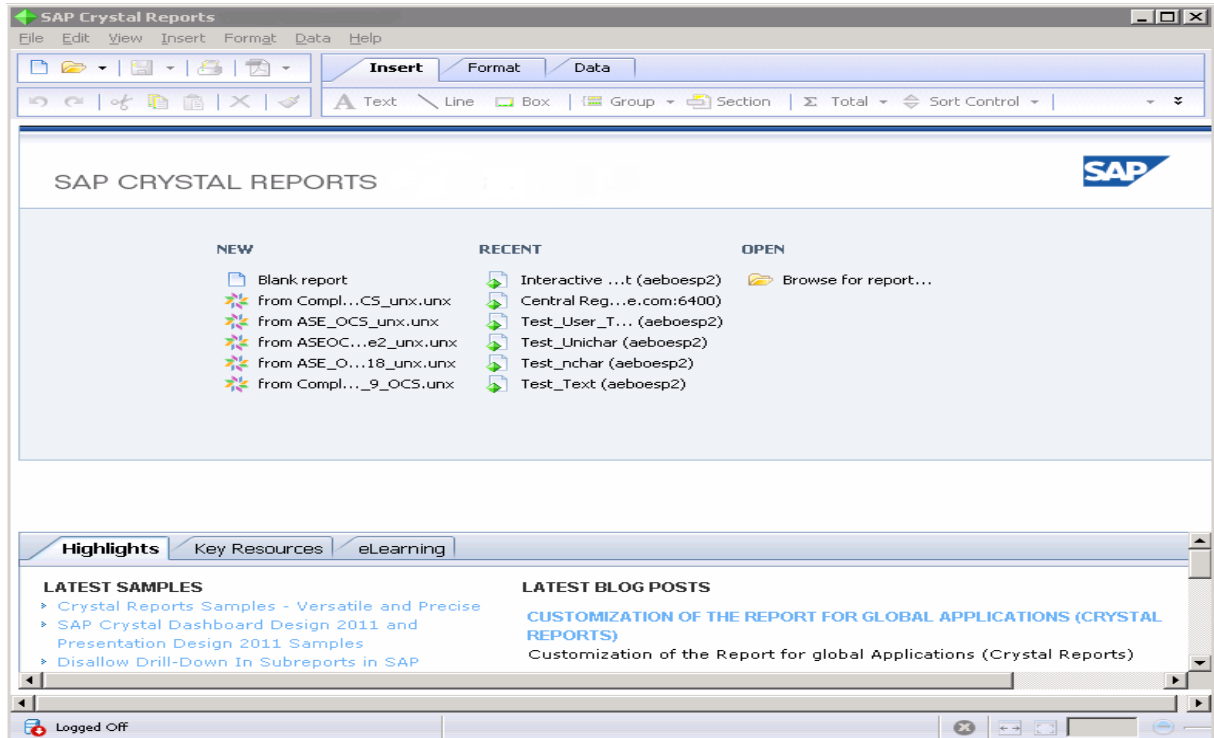 SAP Crystal Reports
File Edit View Insert Format Data Help
Insert Format Data
A Text Line Box Group Section Σ Total Sort Control
SAP CRYSTAL REPORTS
SAP
NEW RECENT OPEN
Blank report Interactive ...t (aeboesp2) Browse for report...
from Compl...CS_unx.unx Central Reg...e.com:6400)
from ASE_OCS_unx.unx Test_User_T... (aeboesp2)
from ASEOC...e2_unx.unx Test_Unichar (aeboesp2)
from ASE_O...18_unx.unx Test_nchar (aeboesp2)
from Compl..._9_OCS.unx Test_Text (aeboesp2)
Highlights Key Resources eLearning
LATEST SAMPLES
Crystal Reports Samples - Versatile and Precise
SAP Crystal Dashboard Design 2011 and
Presentation Design 2011 Samples
Disallow Drill-Down In Subreports in SAP
LATEST BLOG POSTS
CUSTOMIZATION OF THE REPORT FOR GLOBAL APPLICATIONS (CRYSTAL
REPORTS)
Customization of the Report for global Applications (Crystal Reports)
Logged Off